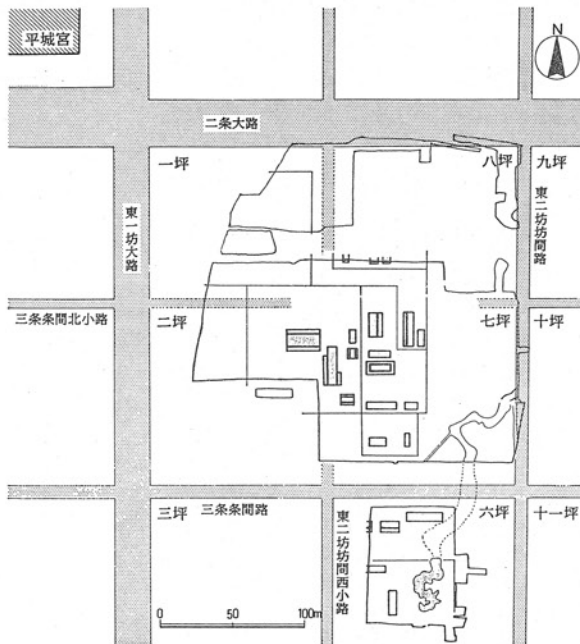 平城宮
N
二条大路
一坪
八坪
九坪
東一坊大路
東二坊坊間路
三条条間北小路
二坪
七坪
十坪
三坪
三条条間路
東二坊坊間西小路
六坪
十一坪
0 50 100m